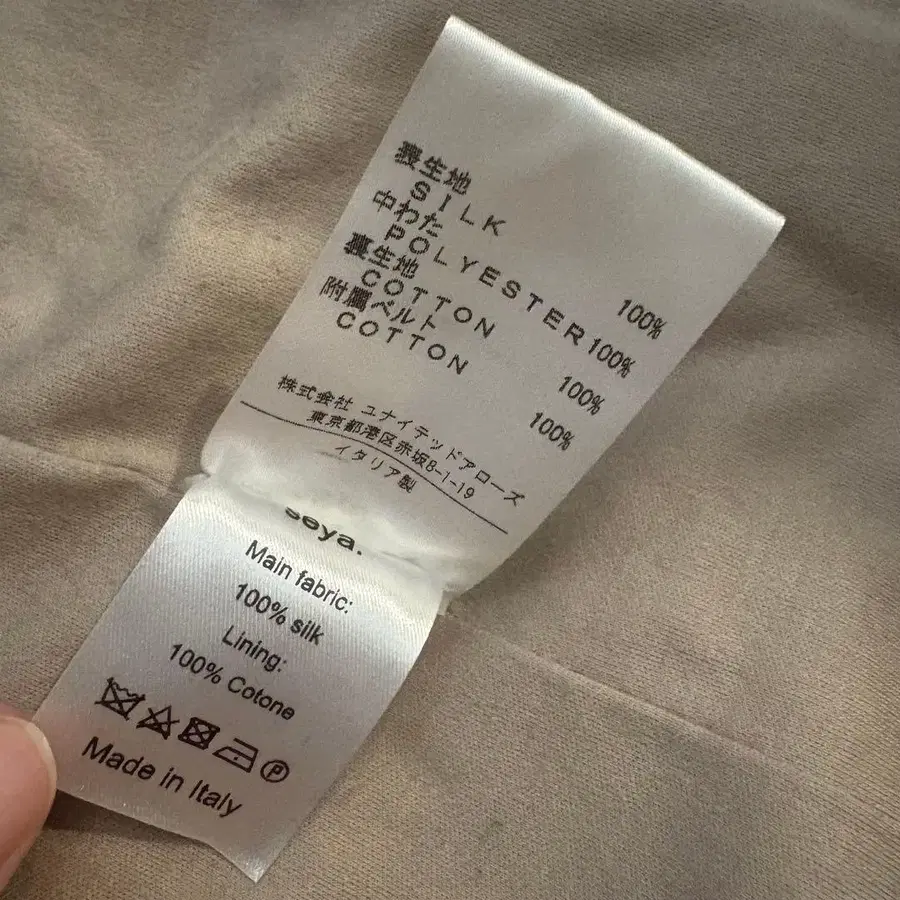 裏生地
SILK 100%
中わた
POLYESTER 100%
裏生地
COTTON 100%
附属ベルト
COTTON 100%
株式会社 ユナイテッドアローズ
東京都港区赤坂8-1-19
イタリア製
seya.
Main fabric:
100% silk
Lining:
100% Cotone
P
Made in Italy